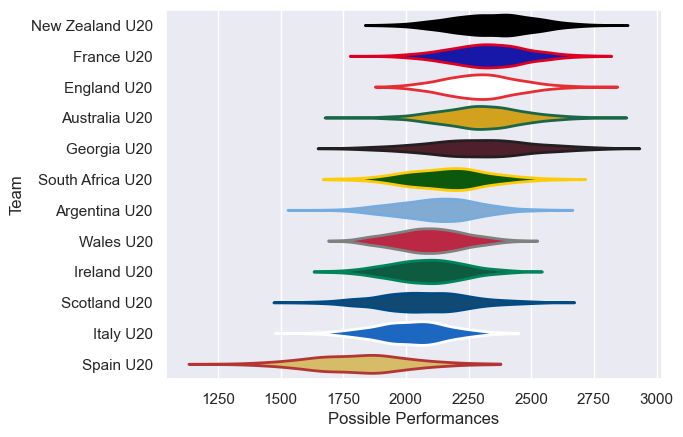 New Zealand U20
France U20
England U20
Australia U20
Georgia U20
South Africa U20
Argentina U20
Wales U20
Ireland U20
Scotland U20
Italy U20
Spain U20
Team
1250 1500 1750 2000 2250 2500 2750 3000
Possible Performances